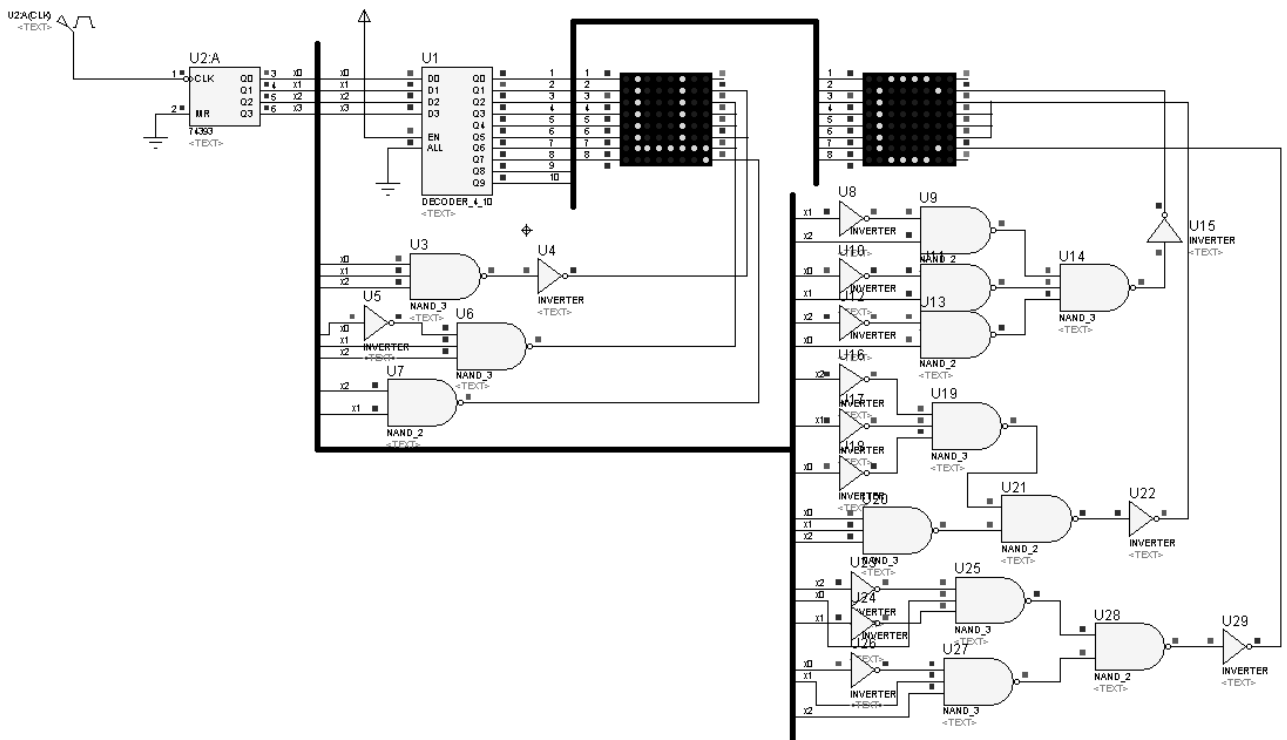 U2:A(CLK)
<TEXT>
U2:A
1 CLK Q0 3 x0
Q1 4 x1
Q2 5 x2
2 MR Q3 6 x3
74393
<TEXT>
U1
x0 D0 Q0 1
x1 D1 Q1 2
x2 D2 Q2 3
x3 D3 Q3 4
Q4 5
EN Q5 6
ALL Q6 7
Q7 8
Q8 9
Q9 10
DECODER_4_10
<TEXT>
1
2
3
4
5
6
7
8
1
2
3
4
5
6
7
8
U3
x0
x1
x2
NAND_3
<TEXT>
U4
INVERTER
<TEXT>
U5
x0
INVERTER
<TEXT>
U6
x1
x2
NAND_3
<TEXT>
U7
x2
x1
NAND_2
<TEXT>
U8
x1
INVERTER
U9
x2
NAND_2
U10
x0
INVERTER
U11
x1
U12
x2
INVERTER
U13
x0
NAND_2
<TEXT>
U14
NAND_3
<TEXT>
U15
INVERTER
<TEXT>
U16
x2
<TEXT>
U17
x1
<TEXT>
U18
x0
INVERTER
U19
NAND_3
<TEXT>
U20
x0
x1
x2
NAND_3
<TEXT>
U21
NAND_2
<TEXT>
U22
INVERTER
<TEXT>
U23
x2
x0
INVERTER
U24
x1
INVERTER
<TEXT>
U25
NAND_3
<TEXT>
U26
x0
x1
INVERTER
<TEXT>
U27
x2
NAND_3
<TEXT>
U28
NAND_2
<TEXT>
U29
INVERTER
<TEXT>